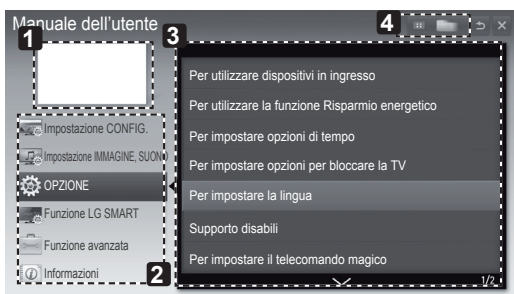 Manuale dell'utente
1
3
4
Impostazione CONFIG.
Impostazione IMMAGINE, SUONO
OPZIONE
Funzione LG SMART
Funzione avanzata
Informazioni
2
Per utilizzare dispositivi in ingresso
Per utilizzare la funzione Risparmio energetico
Per impostare opzioni di tempo
Per impostare opzioni per bloccare la TV
Per impostare la lingua
Supporto disabili
Per impostare il telecomando magico
1/2